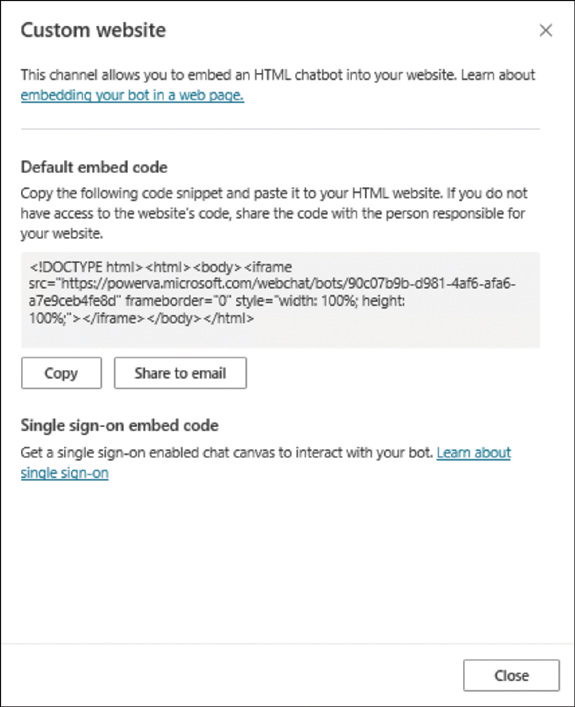 Custom website
This channel allows you to embed an HTML chatbot into your website. Learn about
embedding your bot in a web page.
Default embed code
Copy the following code snippet and paste it to your HTML website. If you do not
have access to the website's code, share the code with the person responsible for
your website.
<!DOCTYPE html><html><body><iframe
src="https://powerva.microsoft.com/webchat/bots/90c07b9b-d981-4af6-afa6-
a7e9ceb4fe8d" frameborder="0" style="width: 100%; height:
100%;"></iframe></body></html>
Copy
Share to email
Single sign-on embed code
Get a single sign-on enabled chat canvas to interact with your bot. Learn about
single sign-on
Close